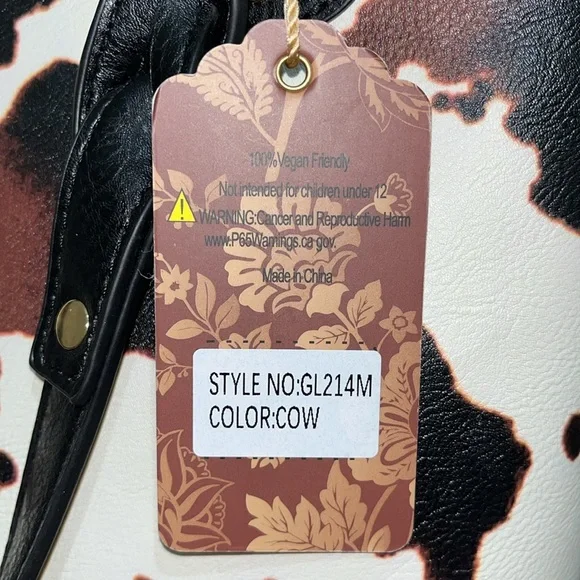 100%Vegan Friendly
Not intended for children under 12
WARNING:Cancer and Reproductive Harm
www.P65Warnings.ca.gov.
Made in China
STYLE NO:GL214M
COLOR:COW